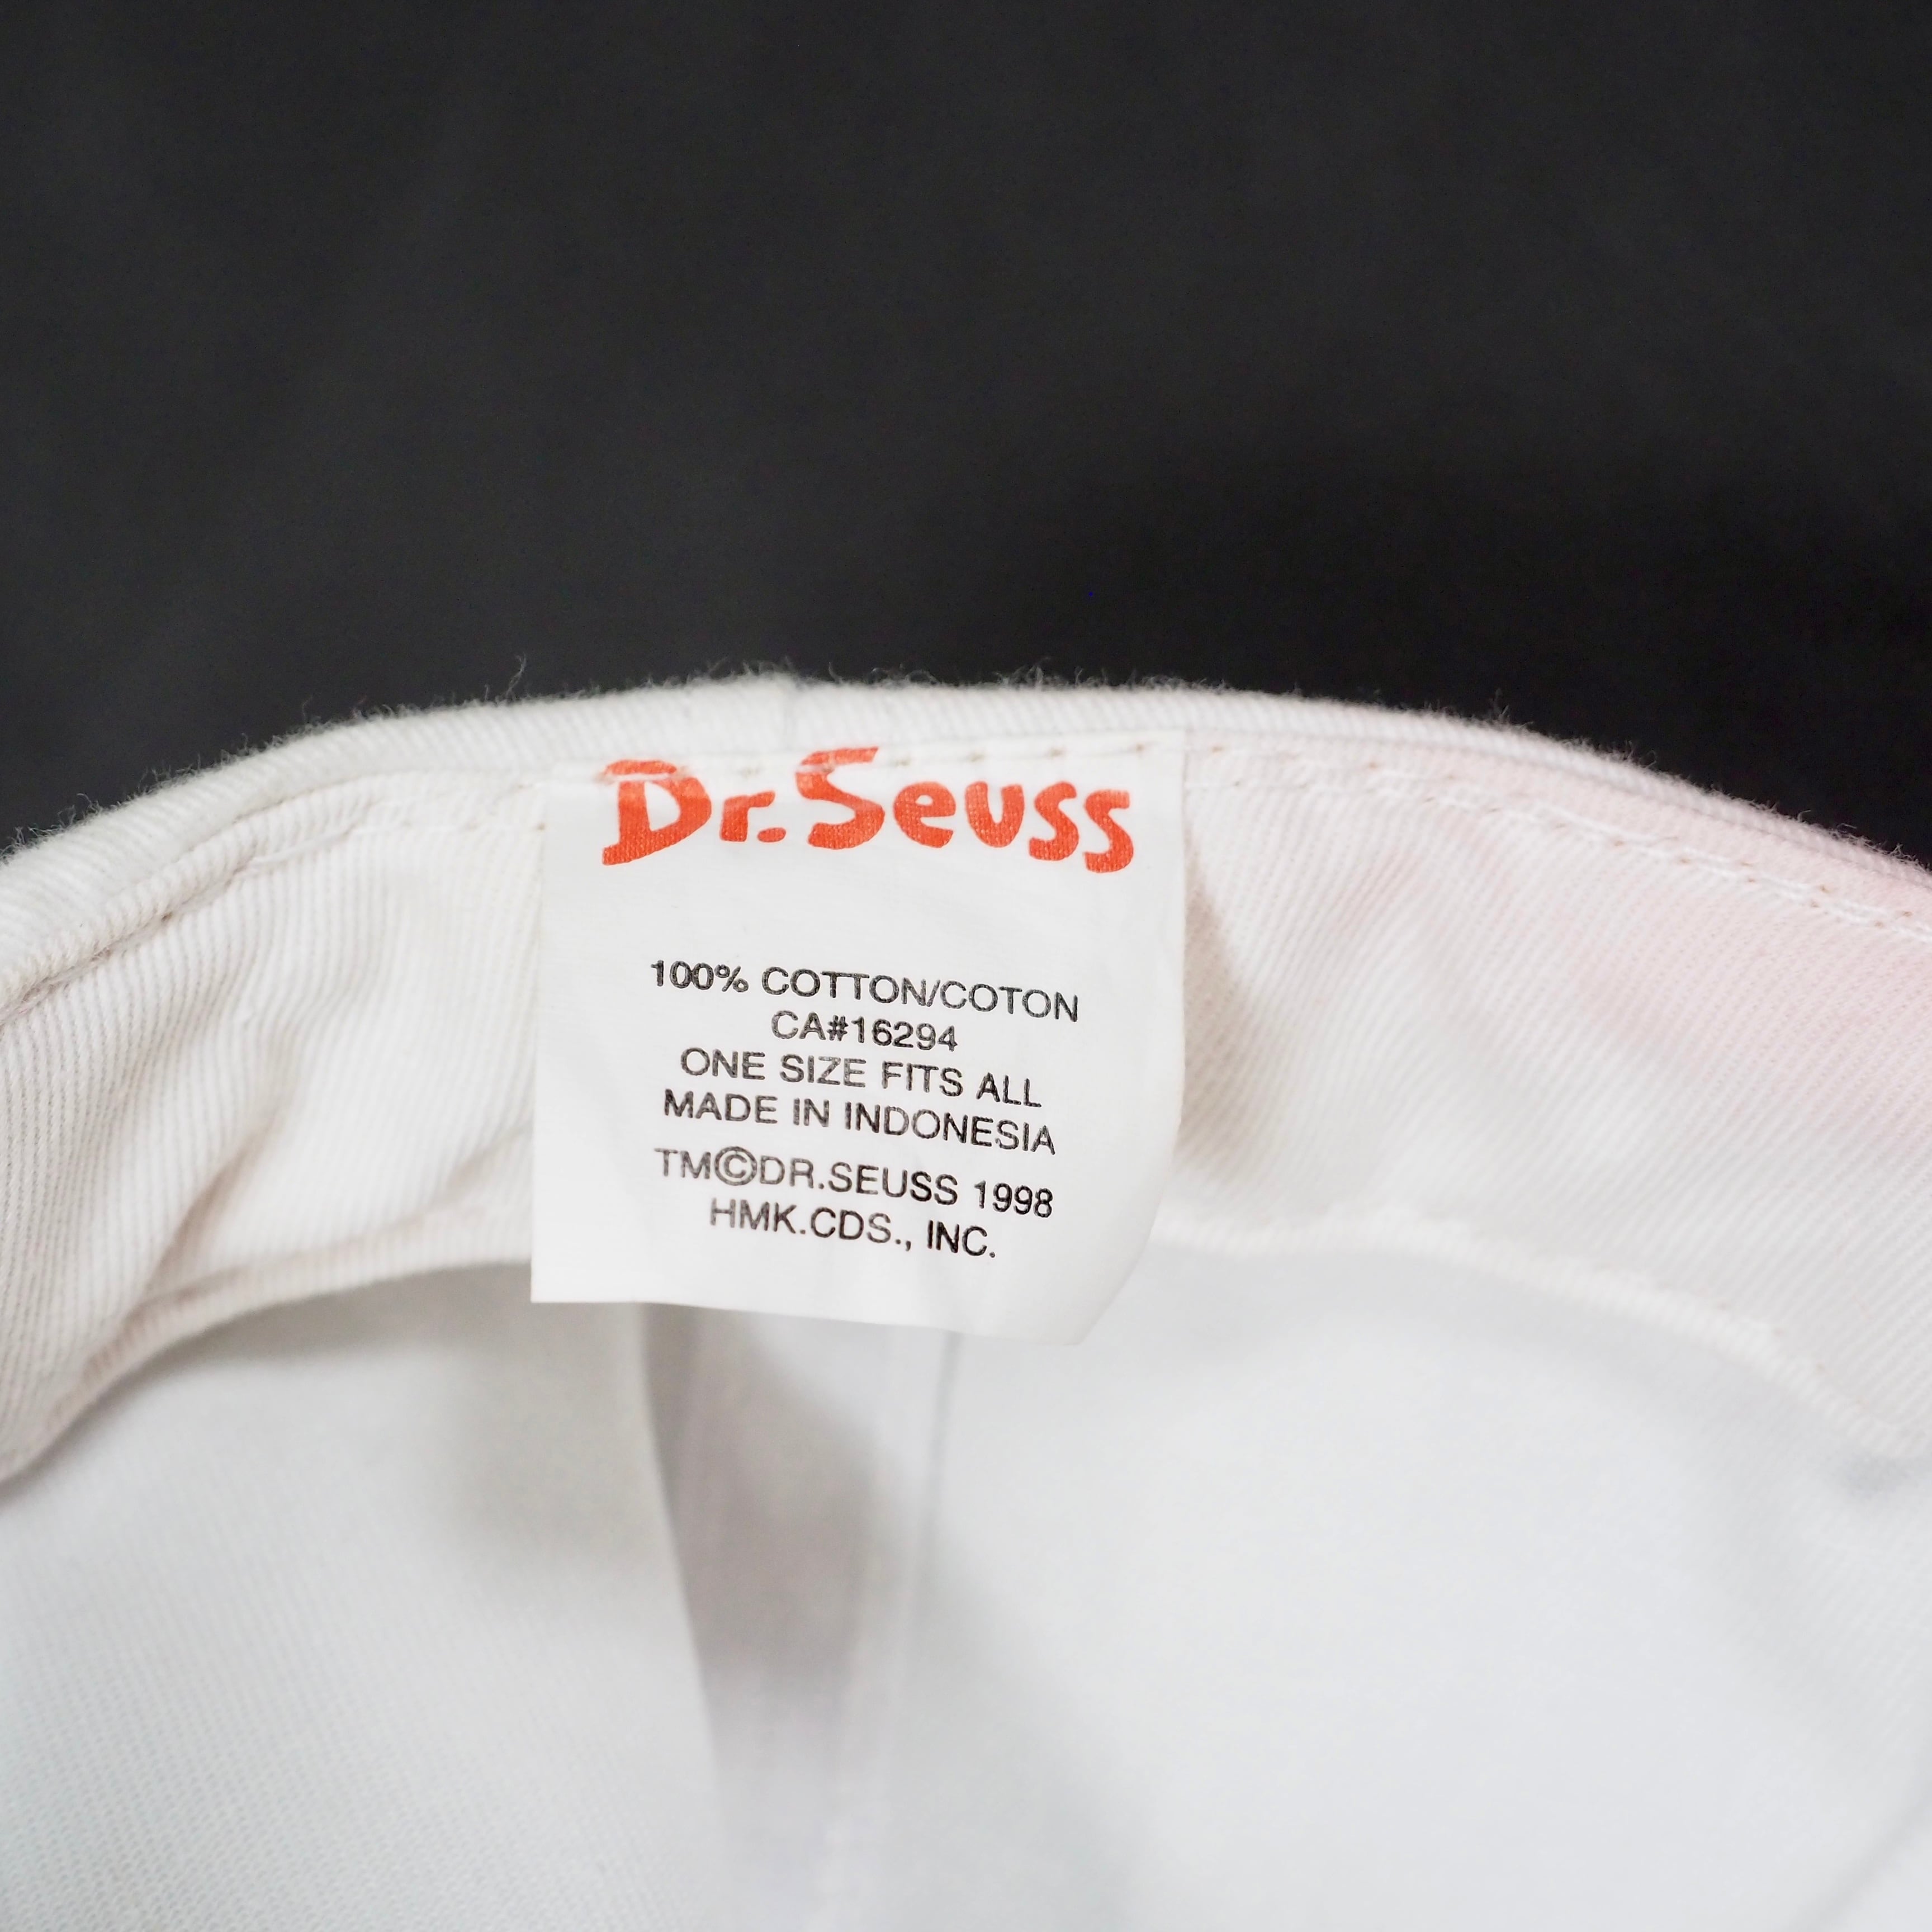 Dr. Seuss
100% COTTON/COTON
CA#16294
ONE SIZE FITS ALL
MADE IN INDONESIA
TM©DR.SEUSS 1998
HMK.CDS., INC.